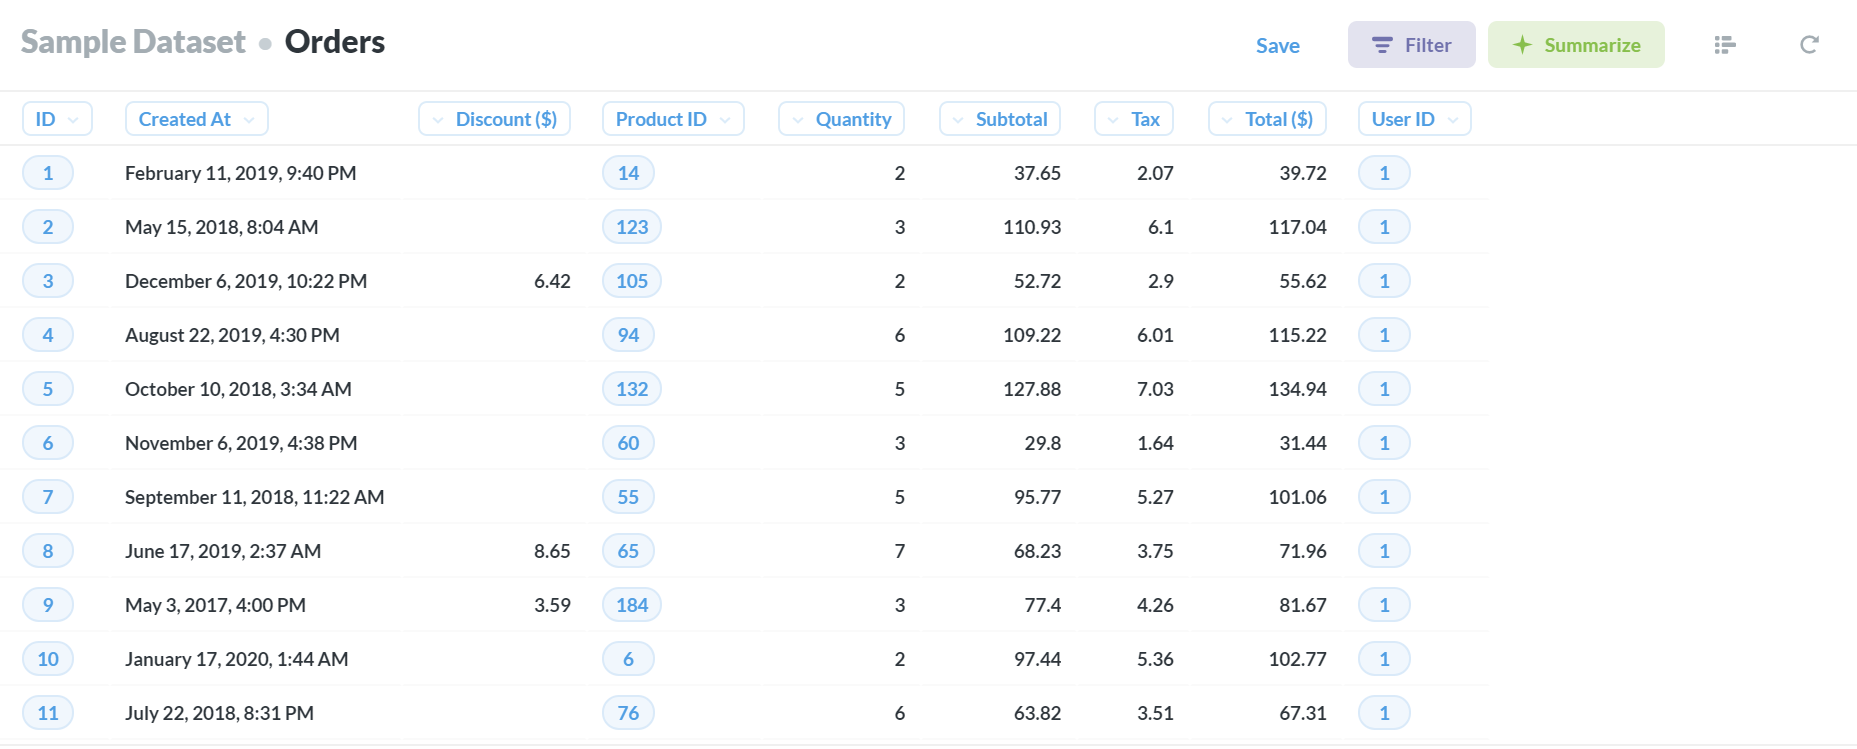 Sample Dataset • Orders
Save Filter Summarize
ID Created At Discount ($) Product ID Quantity Subtotal Tax Total ($) User ID
1 February 11, 2019, 9:40 PM 14 2 37.65 2.07 39.72 1
2 May 15, 2018, 8:04 AM 123 3 110.93 6.1 117.04 1
3 December 6, 2019, 10:22 PM 6.42 105 2 52.72 2.9 55.62 1
4 August 22, 2019, 4:30 PM 94 6 109.22 6.01 115.22 1
5 October 10, 2018, 3:34 AM 132 5 127.88 7.03 134.94 1
6 November 6, 2019, 4:38 PM 60 3 29.8 1.64 31.44 1
7 September 11, 2018, 11:22 AM 55 5 95.77 5.27 101.06 1
8 June 17, 2019, 2:37 AM 8.65 65 7 68.23 3.75 71.96 1
9 May 3, 2017, 4:00 PM 3.59 184 3 77.4 4.26 81.67 1
10 January 17, 2020, 1:44 AM 6 2 97.44 5.36 102.77 1
11 July 22, 2018, 8:31 PM 76 6 63.82 3.51 67.31 1